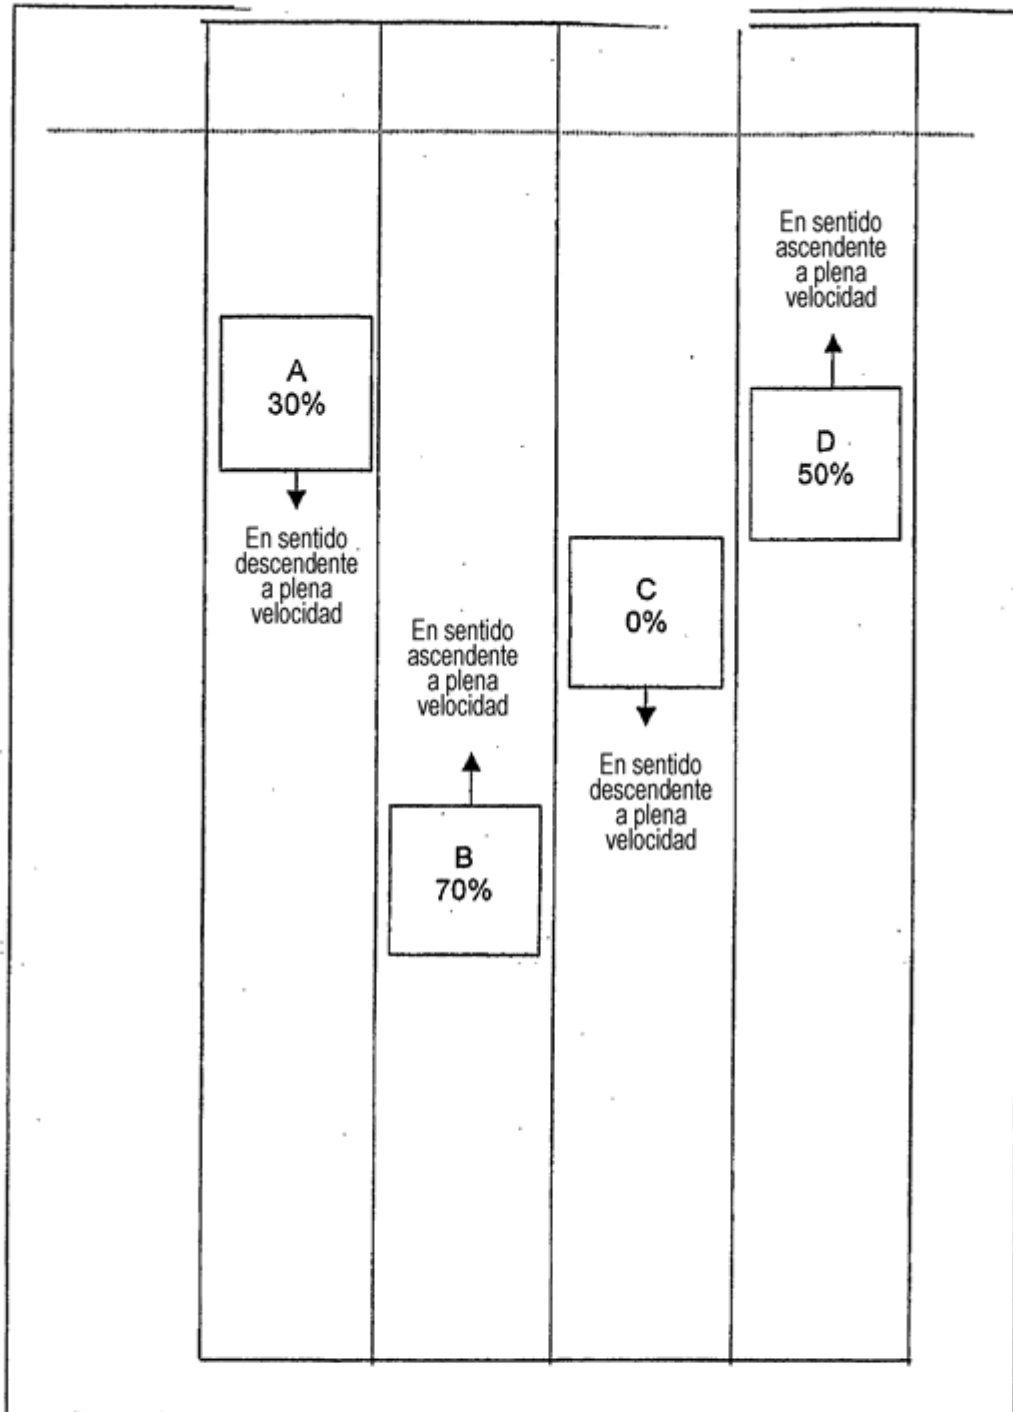 A
30%
En sentido
descendente
a plena
velocidad
En sentido
ascendente
a plena
velocidad
B
70%
C
0%
En sentido
descendente
a plena
velocidad
En sentido
ascendente
a plena
velocidad
D
50%